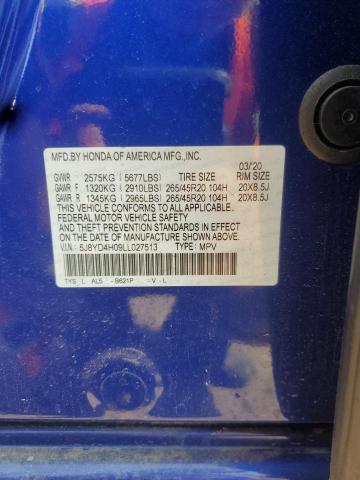 MFD.BY HONDA OF AMERICA MFG.,INC. 03/20
GVWR 2575KG (5677LBS) TIRE SIZE RIM SIZE
GAWR F 1320KG (2910LBS) 265/45R20 104H 20X8.5J
GAWR R 1345KG (2965LBS) 265/45R20 104H 20X8.5J
THIS VEHICLE CONFORMS TO ALL APPLICABLE
FEDERAL MOTOR VEHICLE SAFETY
AND THEFT PREVENTION STANDARDS IN EFFECT
ON THE DATE OF MANUFACTURE SHOWN ABOVE.
V.I.N: 5J8YD4H09LL027513 TYPE: MPV
TYS_L AL5 - B621P V - L